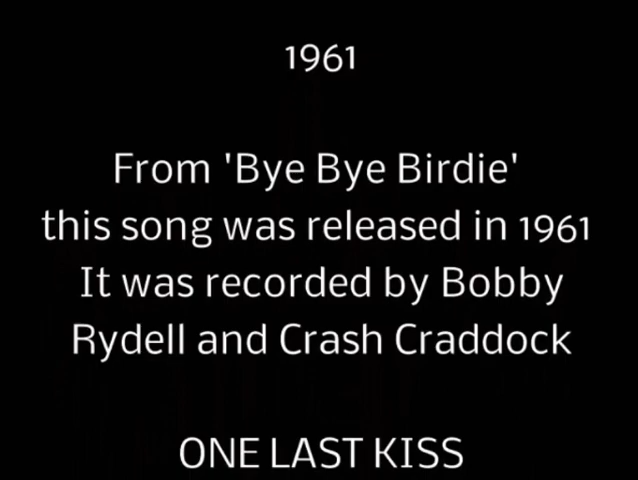 1961
From 'Bye Bye Birdie'
this song was released in 1961
It was recorded by Bobby
Rydell and Crash Craddock
ONE LAST KISS